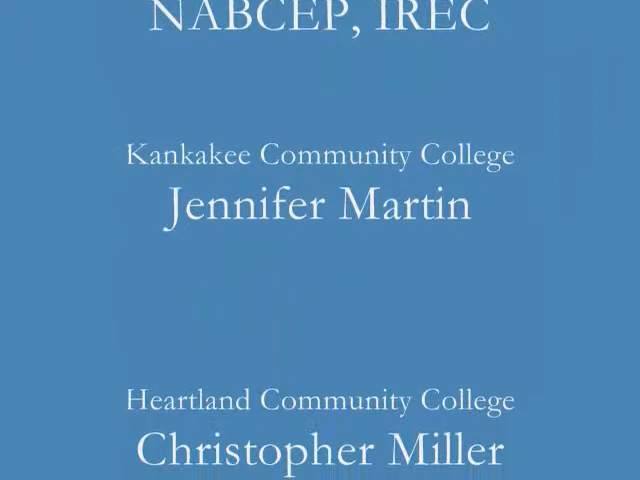 NABCEP, IREC
Kankakee Community College
Jennifer Martin
Heartland Community College
Christopher Miller